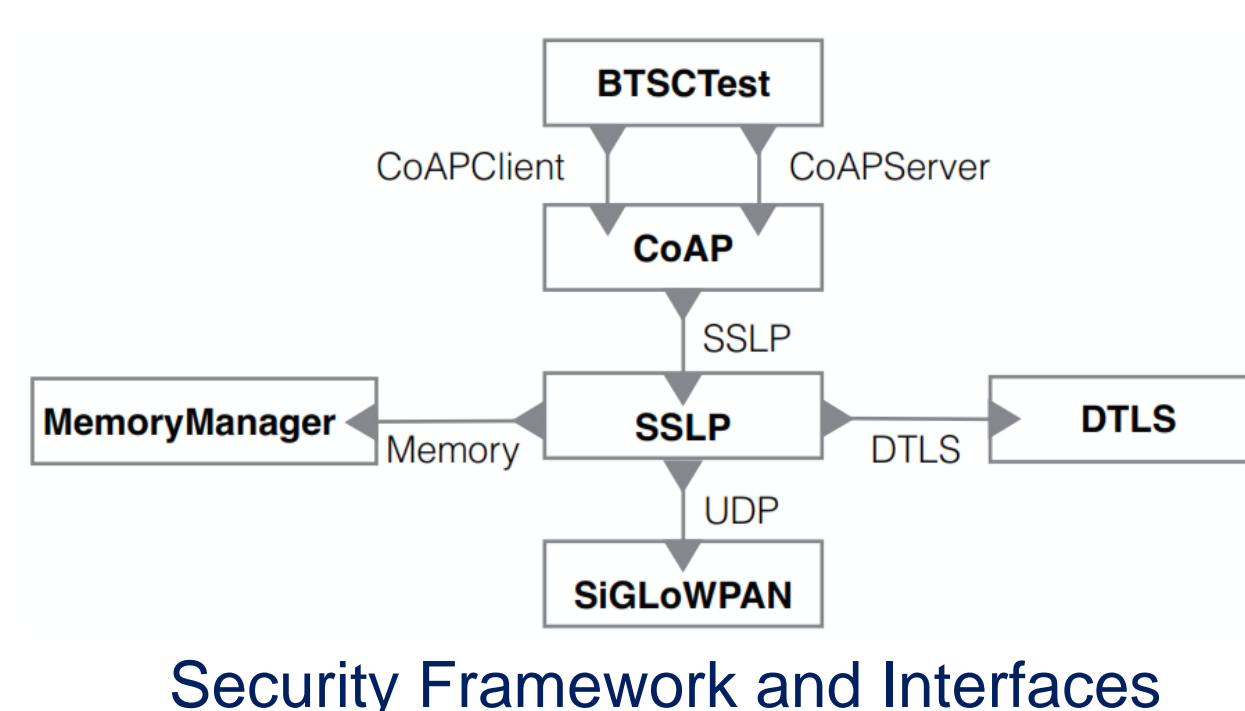 BTSCTest
CoAPClient
CoAPServer
CoAP
SSLP
MemoryManager
Memory
SSLP
DTLS
DTLS
UDP
SiGLoWPAN
Security Framework and Interfaces